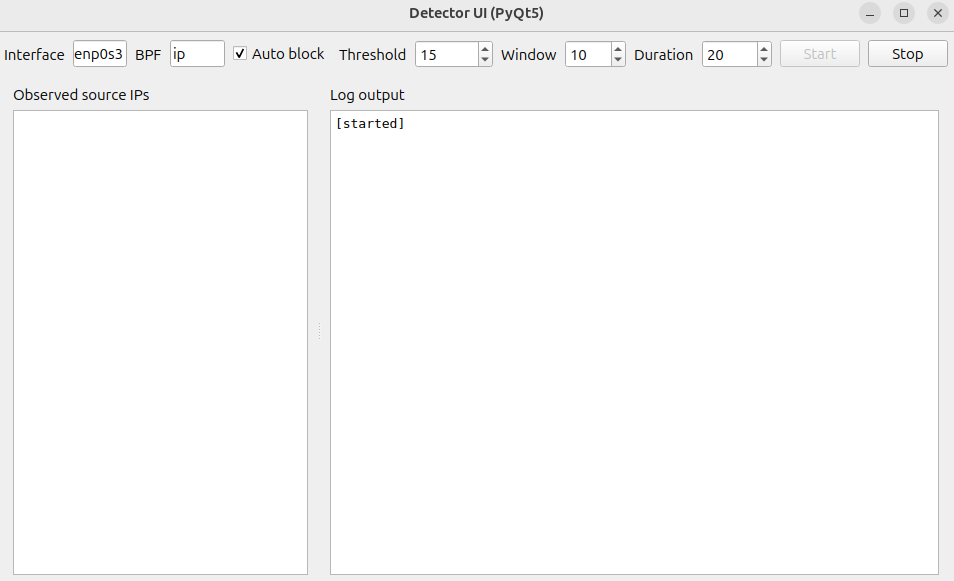 Detector UI (PyQt5)
Interface enp0s3 BPF ip Auto block Threshold 15 Window 10 Duration 20 Start Stop
Observed source IPs
Log output
[started]